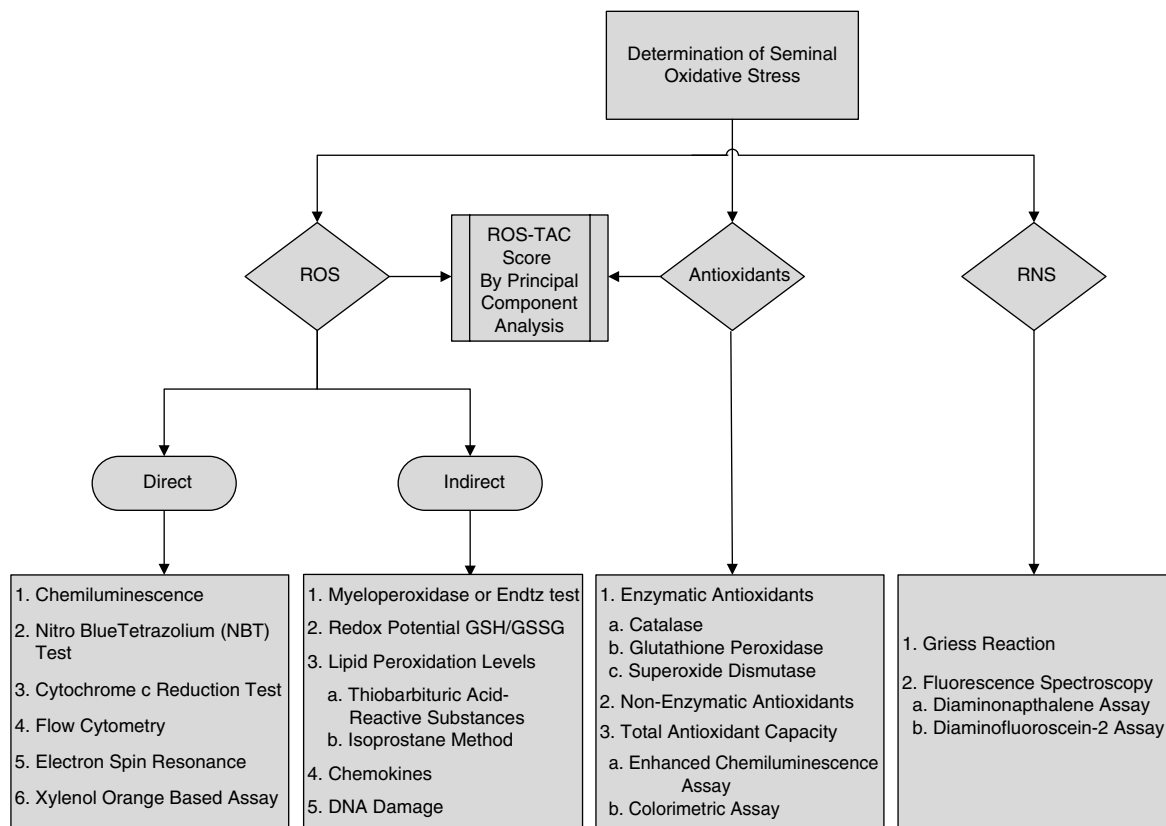 Determination of Seminal
Oxidative Stress
ROS
ROS-TAC
Score
By Principal
Component
Analysis
Antioxidants
RNS
Direct
Indirect
1. Chemiluminescence
2. Nitro BlueTetrazolium (NBT)
Test
3. Cytochrome c Reduction Test
4. Flow Cytometry
5. Electron Spin Resonance
6. Xylenol Orange Based Assay
1. Myeloperoxidase or Endtz test
2. Redox Potential GSH/GSSG
3. Lipid Peroxidation Levels
a. Thiobarbituric Acid-
Reactive Substances
b. Isoprostane Method
4. Chemokines
5. DNA Damage
1. Enzymatic Antioxidants
a. Catalase
b. Glutathione Peroxidase
c. Superoxide Dismutase
2. Non-Enzymatic Antioxidants
3. Total Antioxidant Capacity
a. Enhanced Chemiluminescence
Assay
b. Colorimetric Assay
1. Griess Reaction
2. Fluorescence Spectroscopy
a. Diaminonapthalene Assay
b. Diaminofluoroscein-2 Assay